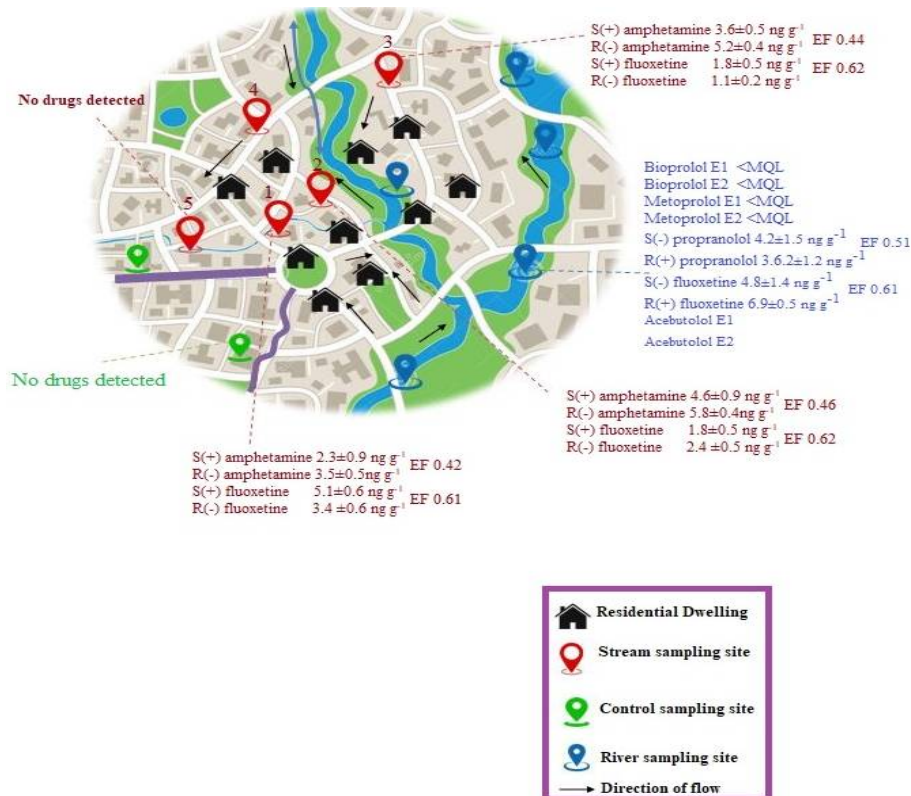 S(+) amphetamine 3.6±0.5 ng g⁻¹
R(-) amphetamine 5.2±0.4 ng g⁻¹
EF 0.44
S(+) fluoxetine 1.8±0.5 ng g⁻¹
R(-) fluoxetine 1.1±0.2 ng g⁻¹
EF 0.62
3
No drugs detected
4
2
1
5
Bioprolol E1 <MQL
Bioprolol E2 <MQL
Metoprolol E1 <MQL
Metoprolol E2 <MQL
S(-) propranolol 4.2±1.5 ng g⁻¹
R(+) propranolol 3.6.2±1.2 ng g⁻¹
EF 0.51
S(-) fluoxetine 4.8±1.4 ng g⁻¹
R(+) fluoxetine 6.9±0.5 ng g⁻¹
EF 0.61
Acebutolol E1
Acebutolol E2
No drugs detected
S(+) amphetamine 4.6±0.9 ng g⁻¹
R(-) amphetamine 5.8±0.4ng g⁻¹
EF 0.46
S(+) fluoxetine 1.8±0.5 ng g⁻¹
R(-) fluoxetine 2.4 ±0.5 ng g⁻¹
EF 0.62
S(+) amphetamine 2.3±0.9 ng g⁻¹
R(-) amphetamine 3.5±0.5ng g⁻¹
EF 0.42
S(+) fluoxetine 5.1±0.6 ng g⁻¹
R(-) fluoxetine 3.4 ±0.6 ng g⁻¹
EF 0.61
Residential Dwelling
Stream sampling site
Control sampling site
River sampling site
Direction of flow